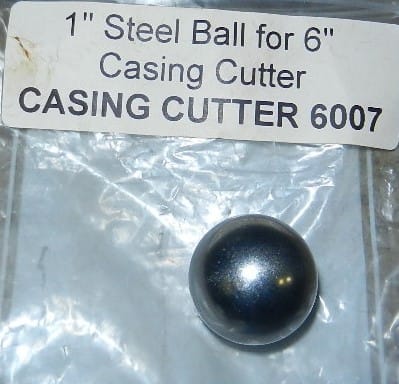 1" Steel Ball for 6"
Casing Cutter
CASING CUTTER 6007